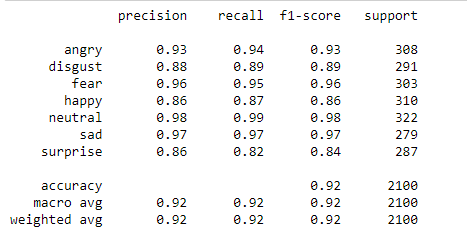 precision recall f1-score support
angry 0.93 0.94 0.93 308
disgust 0.88 0.89 0.89 291
fear 0.96 0.95 0.96 303
happy 0.86 0.87 0.86 310
neutral 0.98 0.99 0.98 322
sad 0.97 0.97 0.97 279
surprise 0.86 0.82 0.84 287
accuracy 0.92 2100
macro avg 0.92 0.92 0.92 2100
weighted avg 0.92 0.92 0.92 2100